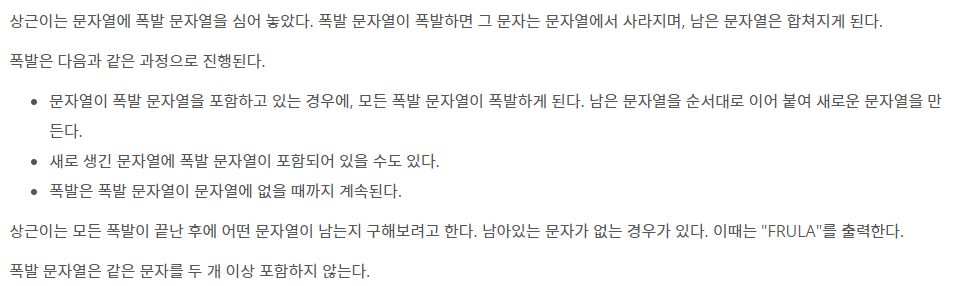 상근이는 문자열에 폭발 문자열을 심어 놓았다. 폭발 문자열이 폭발하면 그 문자는 문자열에서 사라지며, 남은 문자열은 합쳐지게 된다.
폭발은 다음과 같은 과정으로 진행된다.
• 문자열이 폭발 문자열을 포함하고 있는 경우에, 모든 폭발 문자열이 폭발하게 된다. 남은 문자열을 순서대로 이어 붙여 새로운 문자열을 만
든다.
• 새로 생긴 문자열에 폭발 문자열이 포함되어 있을 수도 있다.
• 폭발은 폭발 문자열이 문자열에 없을 때까지 계속된다.
상근이는 모든 폭발이 끝난 후에 어떤 문자열이 남는지 구해보려고 한다. 남아있는 문자가 없는 경우가 있다. 이때는 "FRULA"를 출력한다.
폭발 문자열은 같은 문자를 두 개 이상 포함하지 않는다.